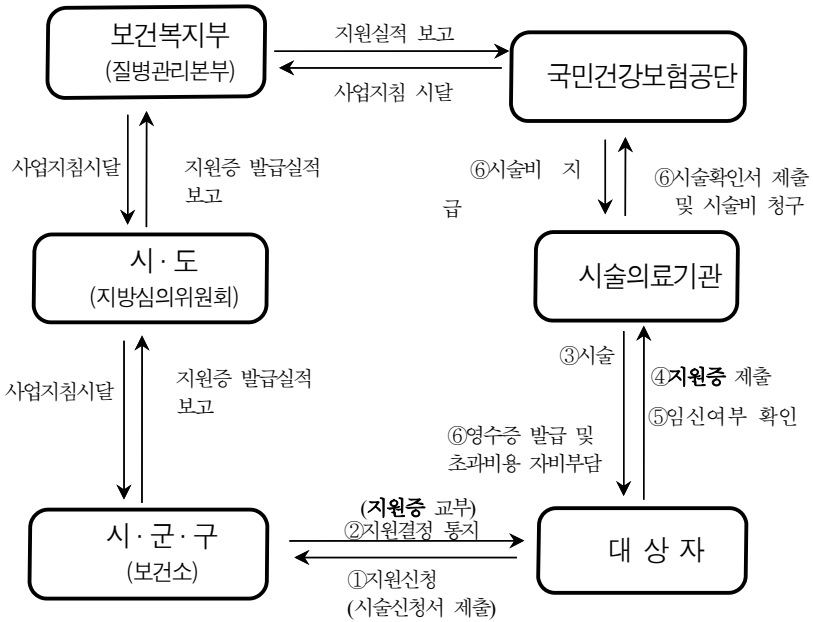 보건복지부
(질병관리본부)
지원실적 보고
사업지침 시달
국민건강보험공단
사업지침시달
지원증 발급실적
보고
⑥시술비 지
급
⑥시술확인서 제출
및 시술비 청구
시·도
(지방심의위원회)
시술의료기관
사업지침시달
지원증 발급실적
보고
③시술
④지원증 제출
⑤임신여부 확인
⑥영수증 발급 및
초과비용 자비부담
시·군·구
(보건소)
(지원증 교부)
②지원결정 통지
①지원신청
(시술신청서 제출)
대 상 자